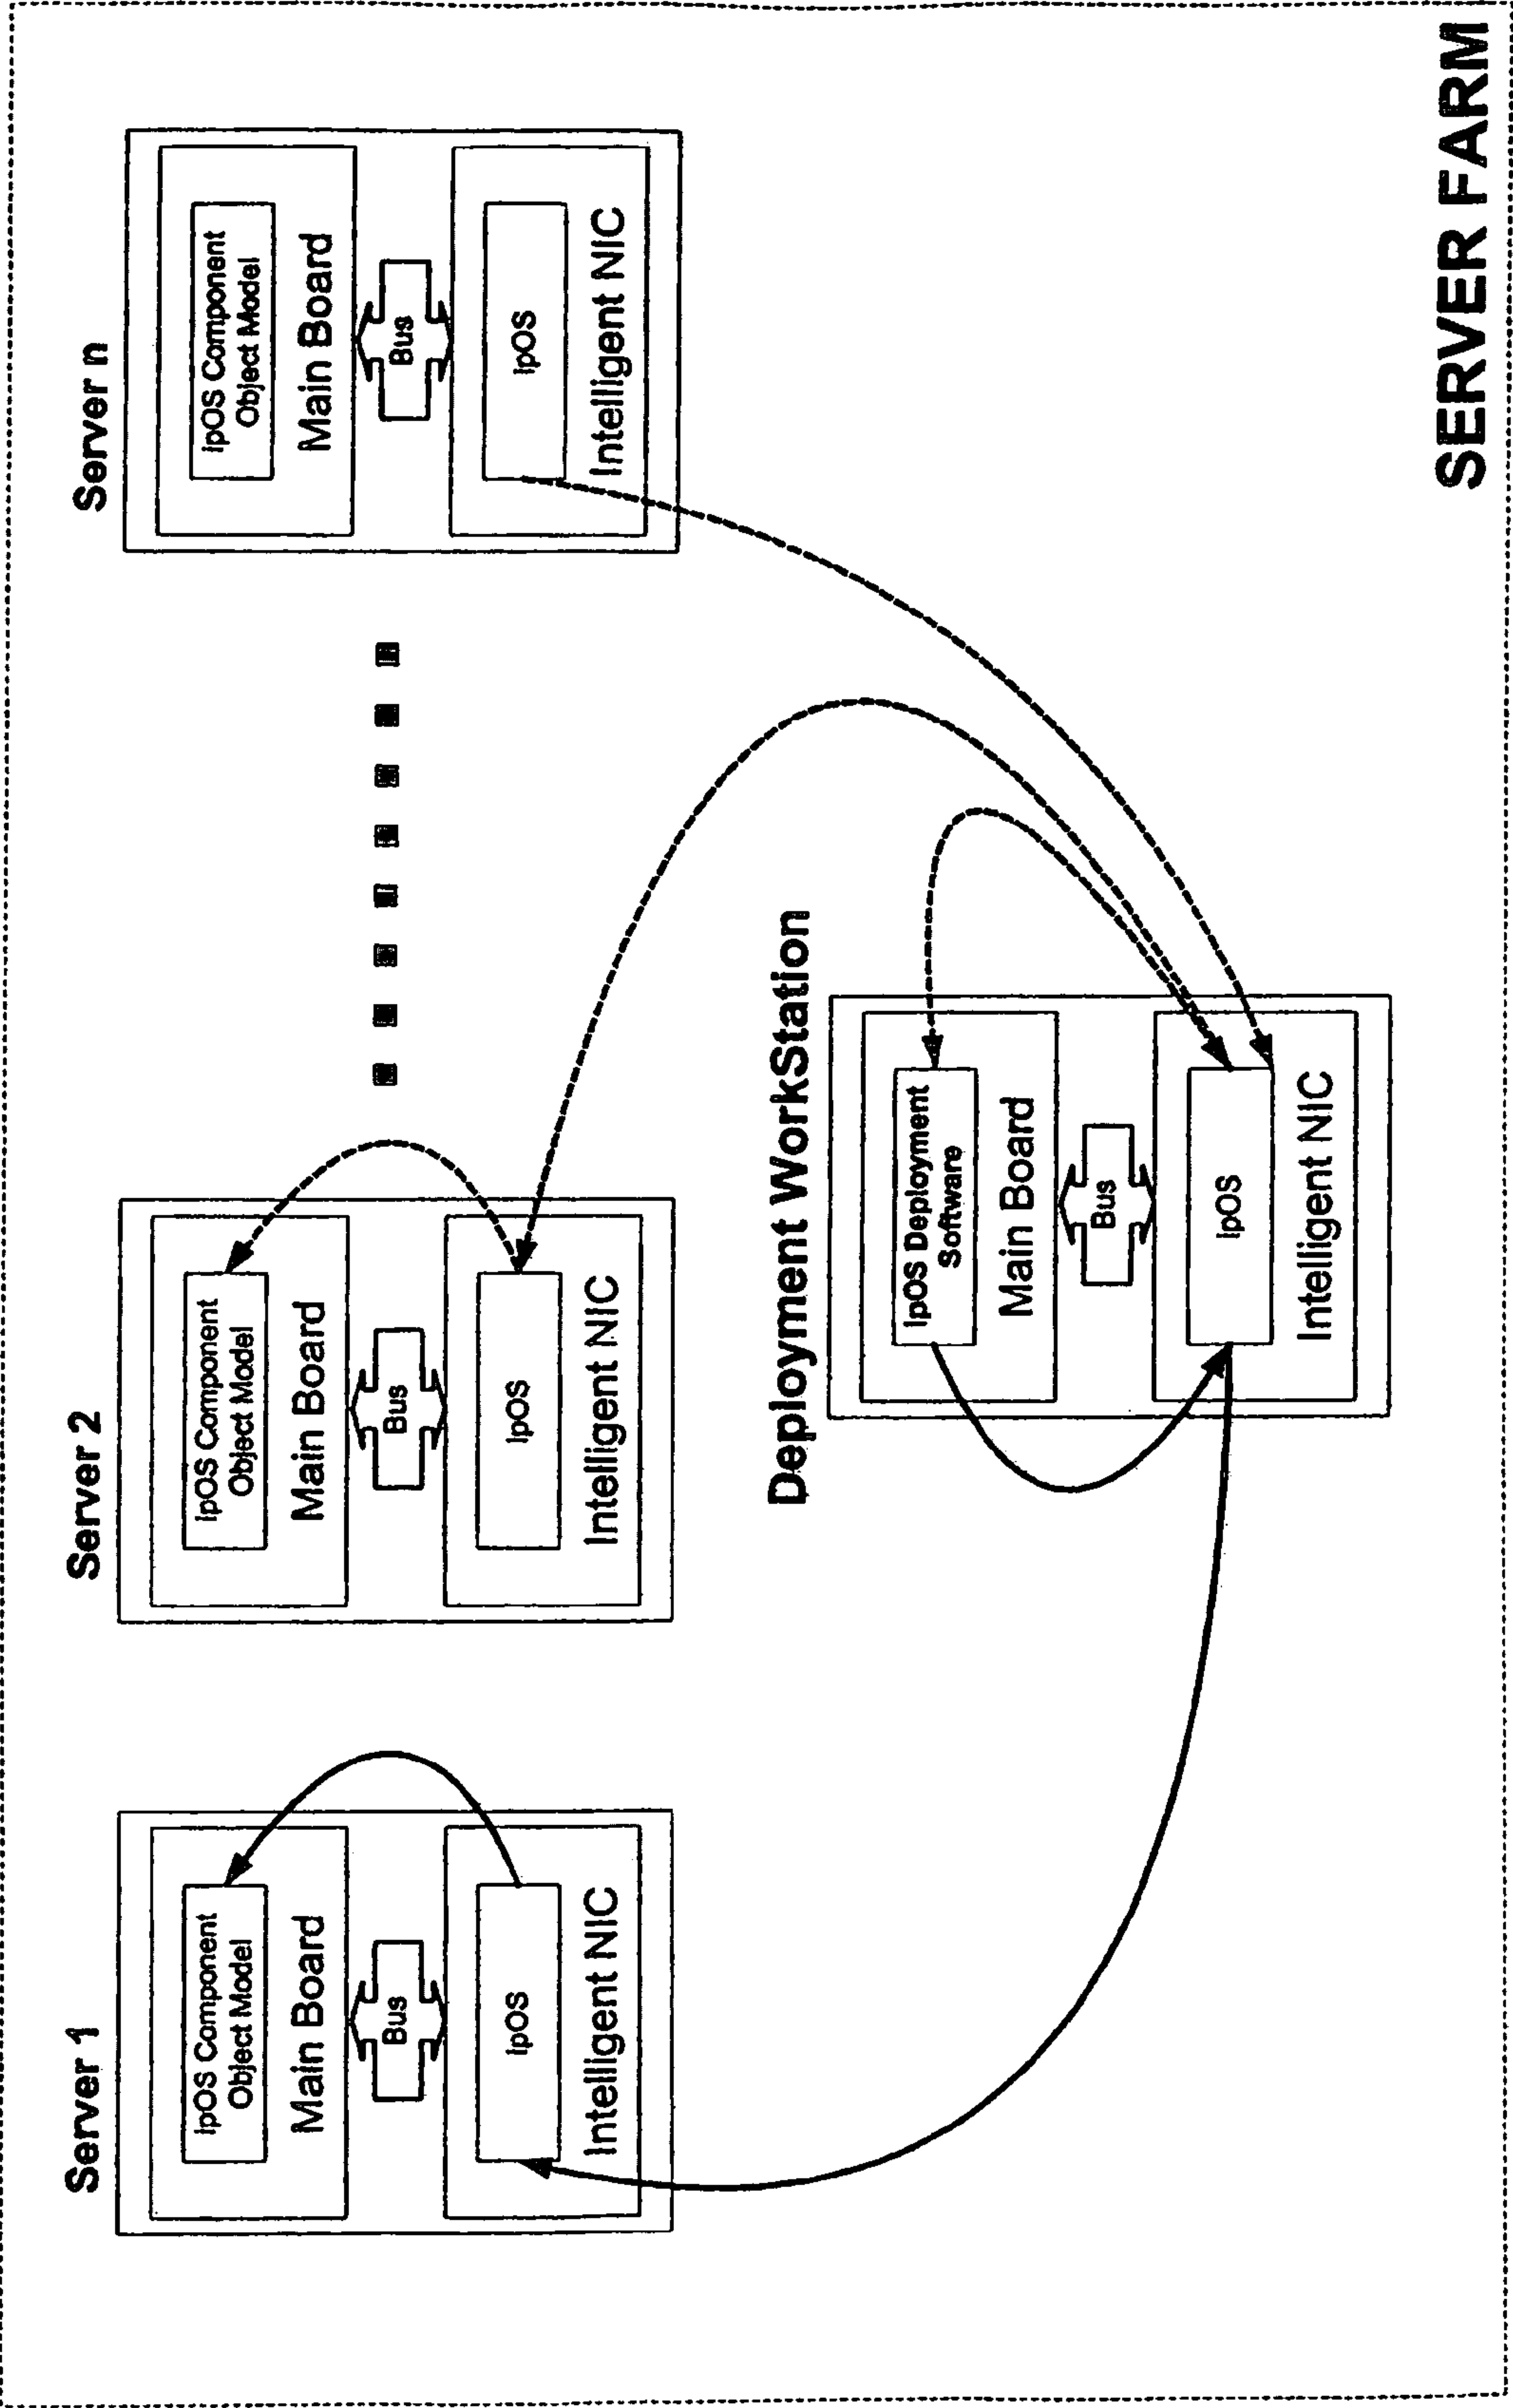 Server 1
IpOS Component
Object Model
Main Board
Bus
IpOS
Intelligent NIC
Server 2
IpOS Component
Object Model
Main Board
Bus
IpOS
Intelligent NIC
Server n
IpOS Component
Object Model
Main Board
Bus
IpOS
Intelligent NIC
Deployment WorkStation
IpOS Deployment
Software
Main Board
Bus
IpOS
Intelligent NIC
SERVER FARM